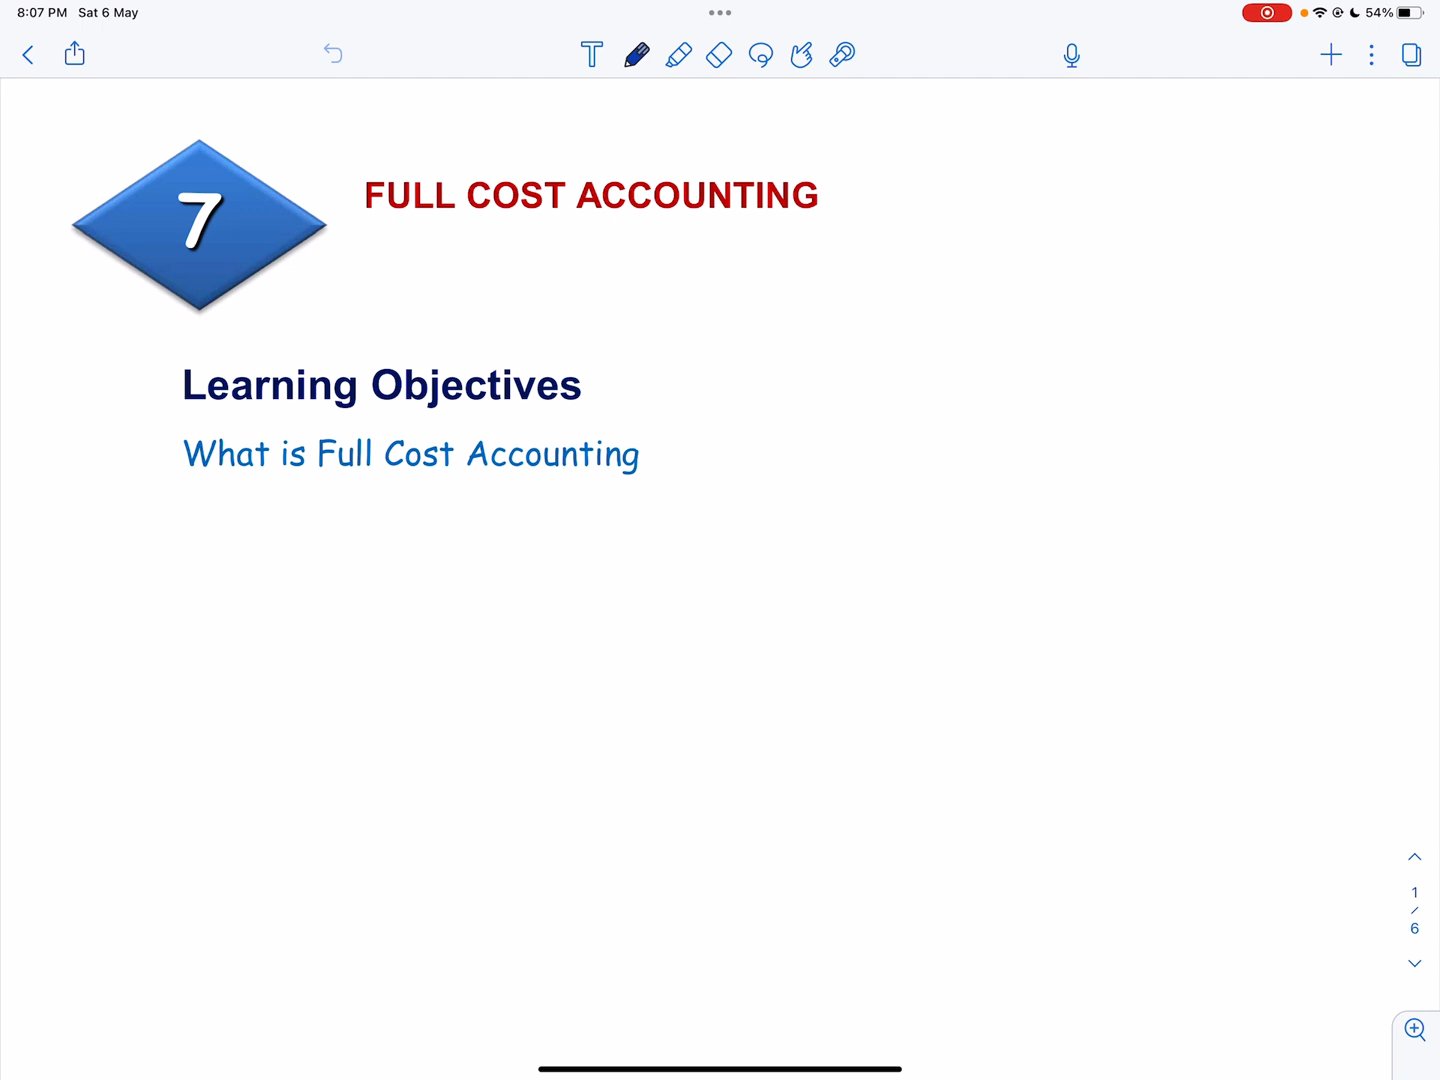 8:07 PM Sat 6 May
54%
7
FULL COST ACCOUNTING
Learning Objectives
What is Full Cost Accounting
1
/
6